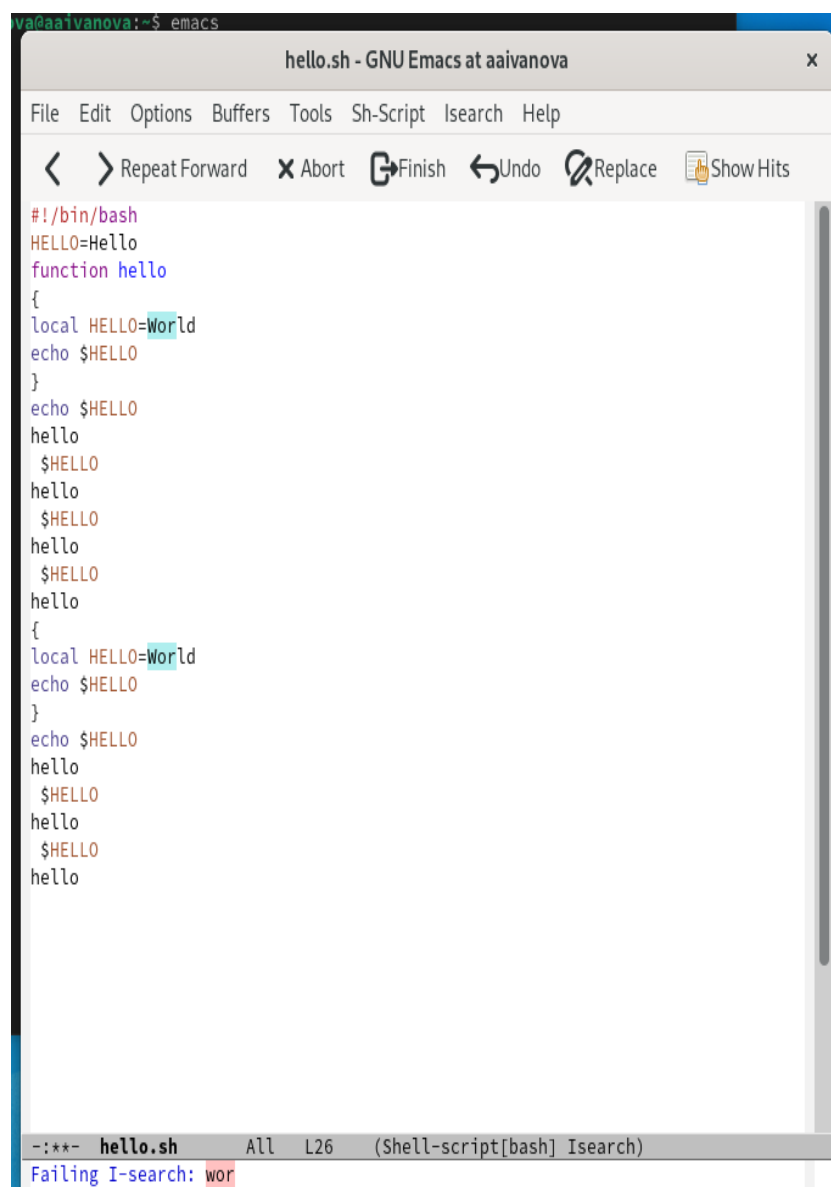 va@aaivanova:~$ emacs
hello.sh - GNU Emacs at aaivanova x
File Edit Options Buffers Tools Sh-Script Isearch Help
Repeat Forward Abort Finish Undo Replace Show Hits
#!/bin/bash
HELLO=Hello
function hello
{
local HELLO=World
echo $HELLO
}
echo $HELLO
hello
 $HELLO
hello
 $HELLO
hello
 $HELLO
hello
{
local HELLO=World
echo $HELLO
}
echo $HELLO
hello
 $HELLO
hello
 $HELLO
hello
-:**- hello.sh All L26 (Shell-script[bash] Isearch)
Failing I-search: wor